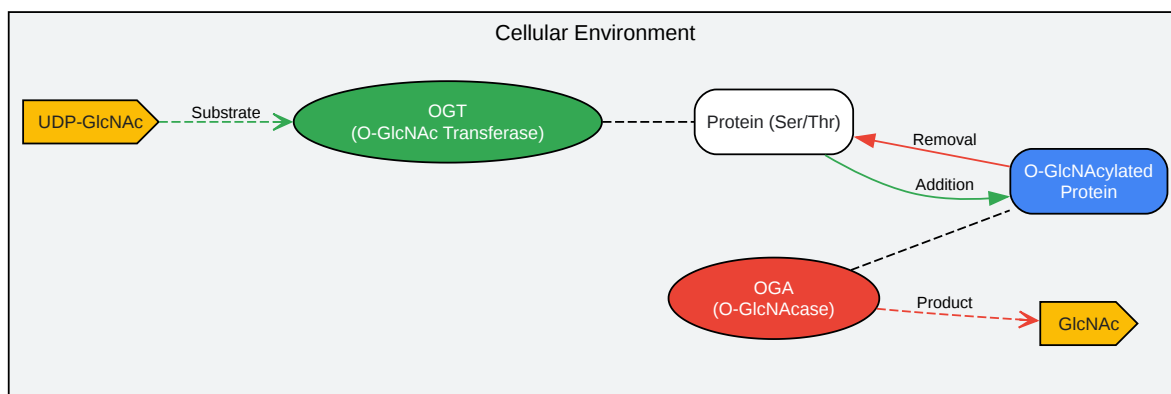 Cellular Environment
UDP-GlcNAc
Substrate
OGT
(O-GlcNAc Transferase)
Protein (Ser/Thr)
Removal
Addition
O-GlcNAcylated
Protein
OGA
(O-GlcNAcase)
Product
GlcNAc